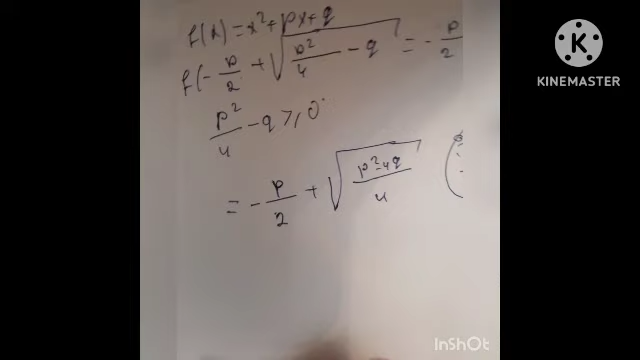 f(x) = x² + px + q
f(-p/2 + √(p²/4 - q) = -p/2
p²/4 - q ≥ 0
= -p/2 + √((p²-4q)/4) (
KINEMASTER
InShOt